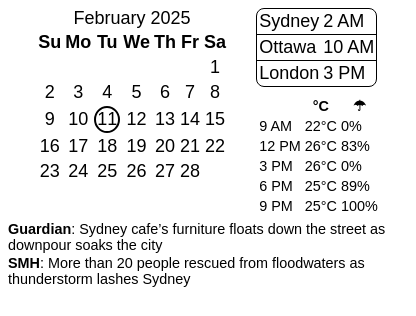 February 2025
Su Mo Tu We Th Fr Sa
1
2 3 4 5 6 7 8
9 10 11 12 13 14 15
16 17 18 19 20 21 22
23 24 25 26 27 28
Sydney 2 AM
Ottawa 10 AM
London 3 PM
°C ☂
9 AM 22°C 0%
12 PM 26°C 83%
3 PM 26°C 0%
6 PM 25°C 89%
9 PM 25°C 100%
Guardian: Sydney cafe’s furniture floats down the street as
downpour soaks the city
SMH: More than 20 people rescued from floodwaters as
thunderstorm lashes Sydney